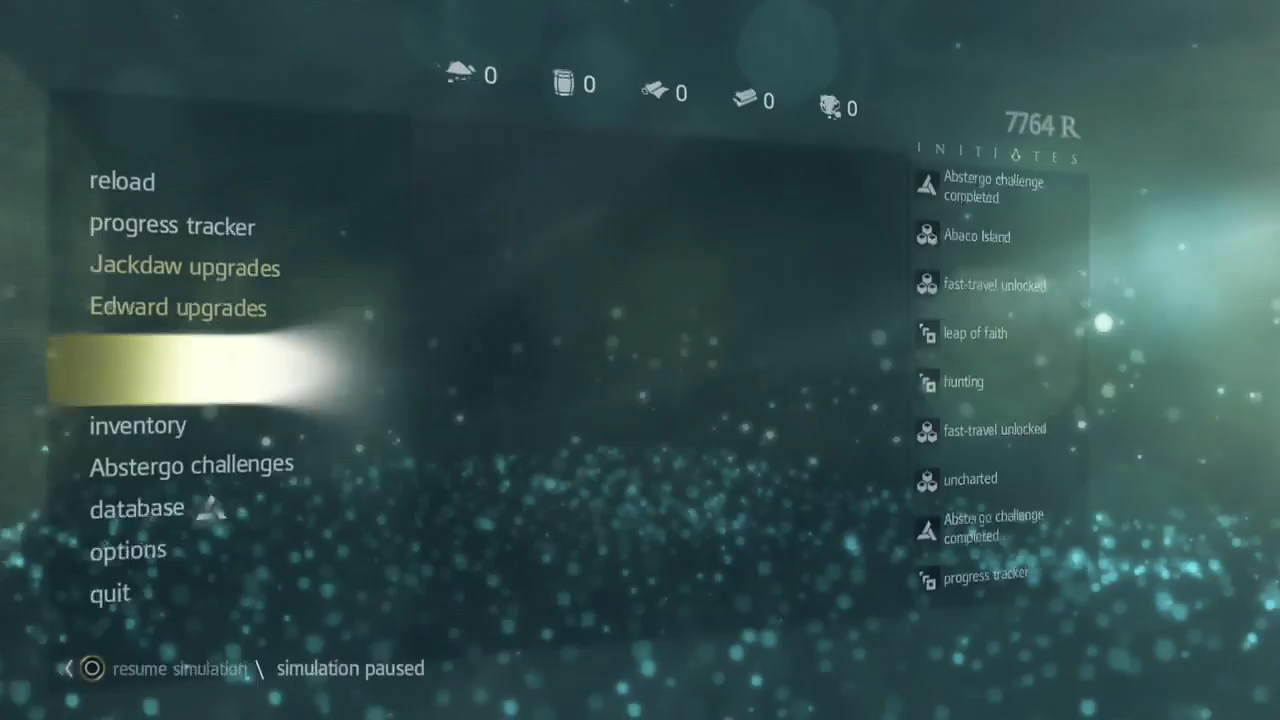 0 0 0 0 0
7764 R
INITIATES
reload
progress tracker
Jackdaw upgrades
Edward upgrades
inventory
Abstergo challenges
database
options
quit
Abstergo challenge
completed
Abaco Island
fast-travel unlocked
leap of faith
hunting
fast-travel unlocked
uncharted
Abstergo challenge
completed
progress tracker
resume simulation \ simulation paused